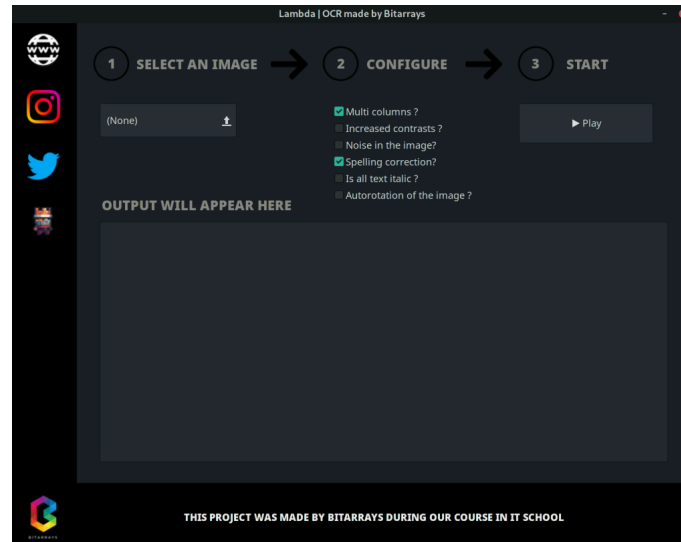 Lambda | OCR made by Bitarrays
www
1 SELECT AN IMAGE
2 CONFIGURE
3 START
(None)
Multi columns ?
Increased contrasts ?
Noise in the image?
Spelling correction?
Is all text italic ?
Autorotation of the image ?
Play
OUTPUT WILL APPEAR HERE
BITARRAYS
THIS PROJECT WAS MADE BY BITARRAYS DURING OUR COURSE IN IT SCHOOL